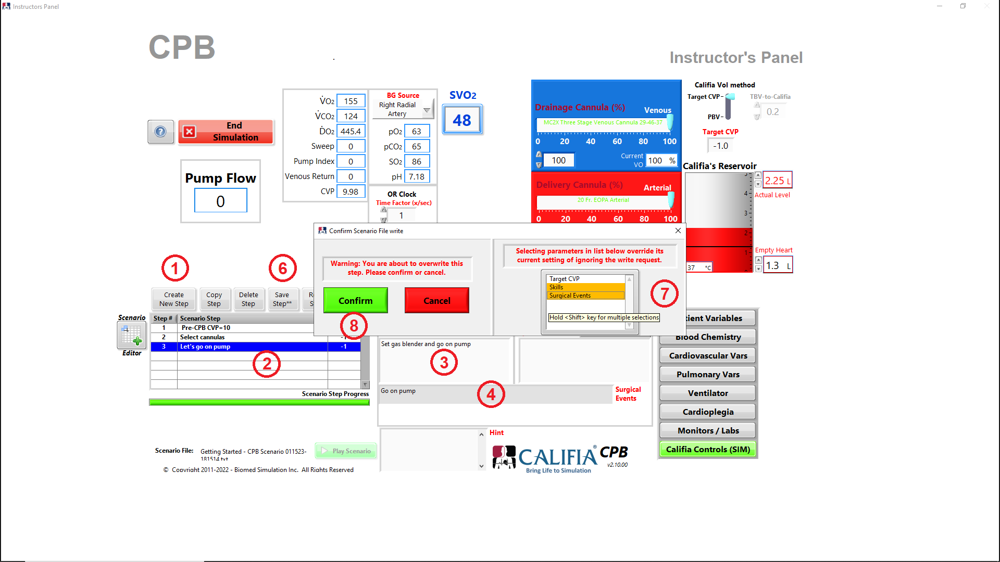 Instructors Panel
CPB
Instructor's Panel
End
Simulation
Pump Flow
0
V̇O2 155
V̇CO2 124
ḊO2 445.4
Sweep 0
Pump Index 0
Venous Return 0
CVP 9.98
BG Source
Right Radial
Artery
pO2 63
pCO2 65
SO2 86
pH 7.18
OR Clock
Time Factor (x/sec)
1
SVO2
48
Drainage Cannula (%)
Venous
MC2X Three Stage Venous Cannula 29-46-37
0 20 40 60 80 100
100
Current
VO
100 %
Delivery Cannula (%)
Arterial
20 Fr. EOPA Arterial
0 20 40 60 80 100
Califia Vol method
Target CVP-
PBV-
TBV-to-Califia
0.2
Target CVP
-1.0
Califia's Reservoir
4-
3-
2-
1-
2.25 L
Actual Level
Empty Heart
1.3 L
37 °C
Confirm Scenario File write
Warning: You are about to overwrite this
step. Please confirm or cancel.
Confirm
Cancel
Selecting parameters in list below override its
current setting of ignoring the write request.
Target CVP
Skills
Surgical Events
Hold <Shift> key for multiple selections
1
6
7
8
Create
New Step
Copy
Step
Delete
Step
Save
Step**
Scenario
Editor
Step # Scenario Step
1 Pre-CPB CVP=10
2 Select cannulas -1
3 Let's go on pump -1
2
Scenario Step Progress
Set gas blender and go on pump
3
Go on pump
4
Surgical
Events
Hint
tient Variables
Blood Chemistry
Cardiovascular Vars
Pulmonary Vars
Ventilator
Cardioplegia
Monitors / Labs
Califia Controls (SIM)
Scenario File:
Getting Started - CPB Scenario 011523-
181514.txt
Play Scenario
© Copyright 2011-2022 - Biomed Simulation Inc. All Rights Reserved
CALIFIA® CPB
Bring Life to Simulation
v2.10.00